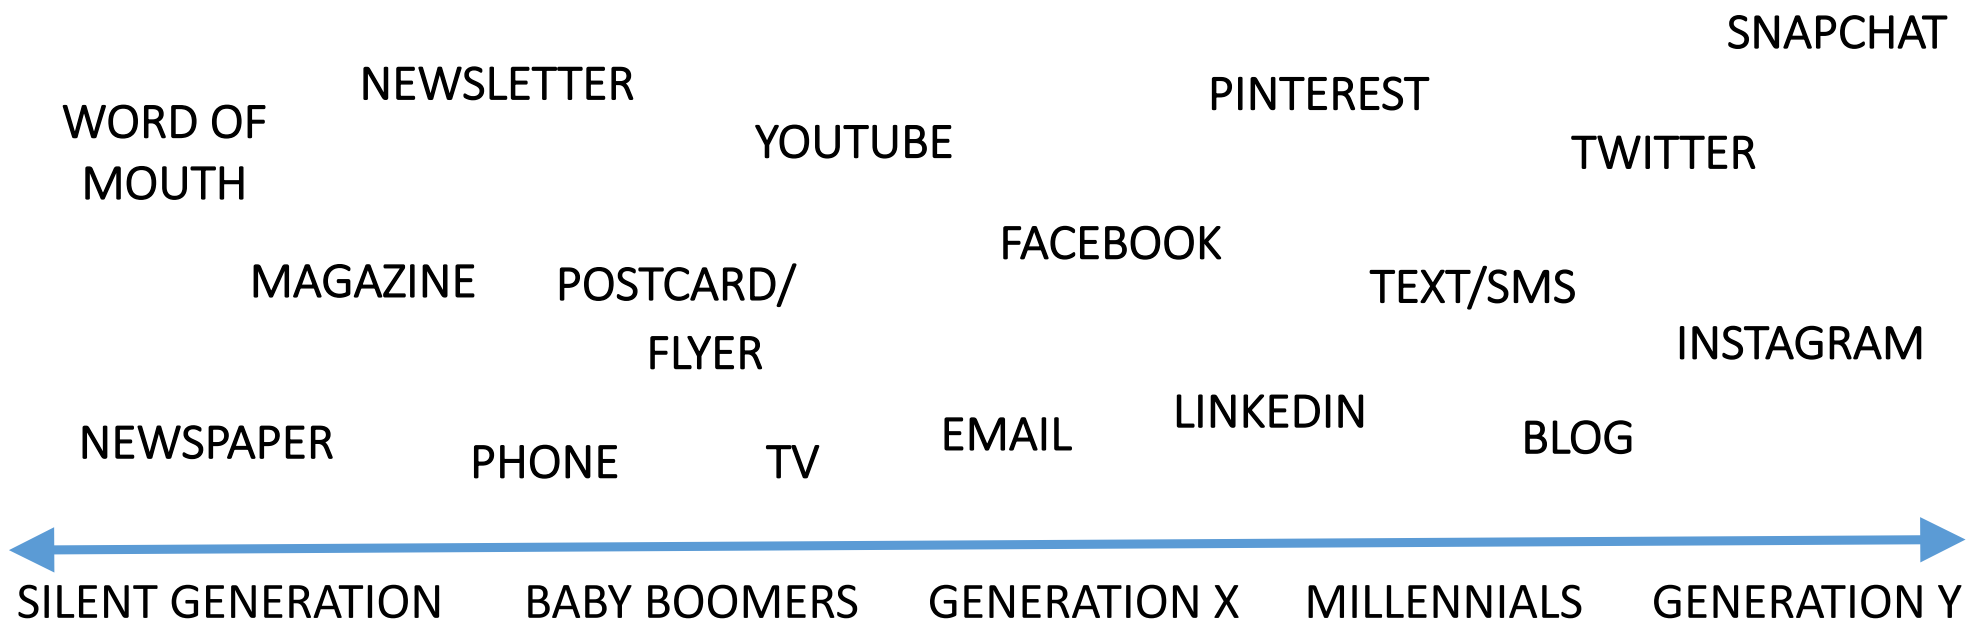 SNAPCHAT
NEWSLETTER
PINTEREST
WORD OF
MOUTH
YOUTUBE
TWITTER
FACEBOOK
MAGAZINE
POSTCARD/
FLYER
TEXT/SMS
INSTAGRAM
LINKEDIN
NEWSPAPER
PHONE
TV
EMAIL
BLOG
SILENT GENERATION
BABY BOOMERS
GENERATION X
MILLENNIALS
GENERATION Y